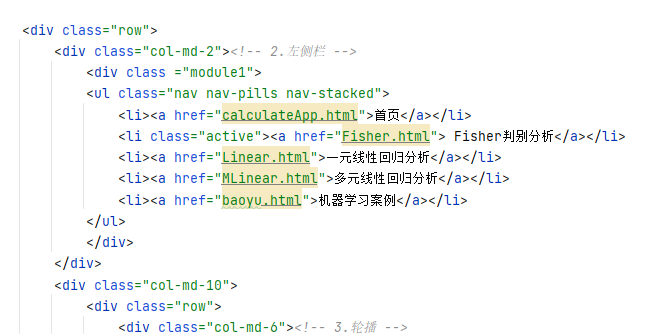 <div class="row">
<div class="col-md-2"><!-- 2.左侧栏 -->
<div class ="module1">
<ul class="nav nav-pills nav-stacked">
<li><a href="calculateApp.html">首页</a></li>
<li class="active"><a href="Fisher.html"> Fisher判别分析</a></li>
<li><a href="Linear.html">一元线性回归分析</a></li>
<li><a href="MLinear.html">多元线性回归分析</a></li>
<li><a href="baoyu.html">机器学习案例</a></li>
</ul>
</div>
</div>
<div class="col-md-10">
<div class="row">
<div class="col-md-6"><!-- 3.轮播 -->